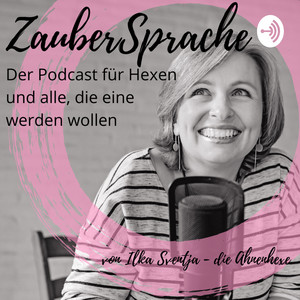 ZauberSprache
Der Podcast für Hexen
und alle, die eine
werden wollen
von Ilka Sventja - die Ahnenhexe